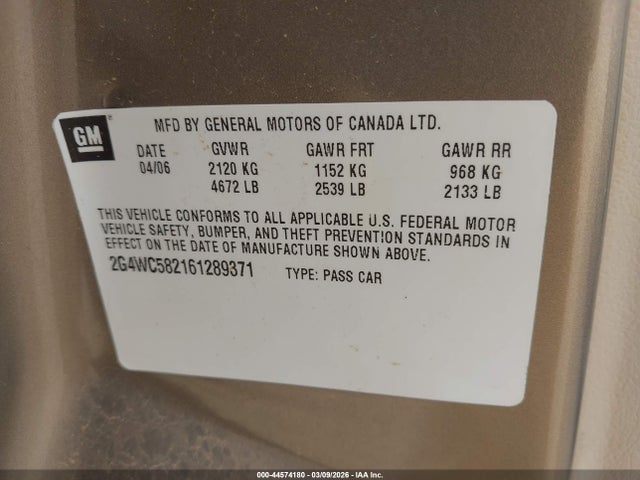 GM
MFD BY GENERAL MOTORS OF CANADA LTD.
DATE GVWR GAWR FRT GAWR RR
04/06 2120 KG 1152 KG 968 KG
4672 LB 2539 LB 2133 LB
THIS VEHICLE CONFORMS TO ALL APPLICABLE U.S. FEDERAL MOTOR
VEHICLE SAFETY, BUMPER, AND THEFT PREVENTION STANDARDS IN
EFFECT ON THE DATE OF MANUFACTURE SHOWN ABOVE.
2G4WC582161289371 TYPE: PASS CAR
000-44574180 | 03/09/2026 - IAA Inc.